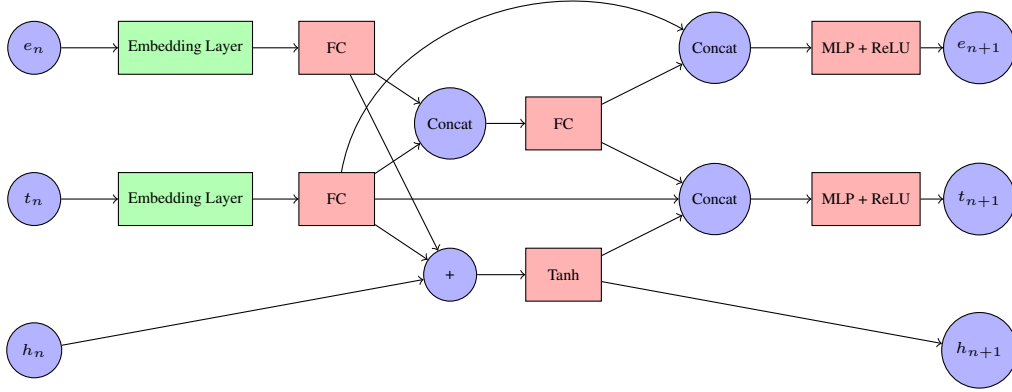 e_n
Embedding Layer
FC
Concat
MLP + ReLU
e_{n+1}
Concat
FC
t_n
Embedding Layer
FC
Concat
MLP + ReLU
t_{n+1}
+
Tanh
h_n
h_{n+1}